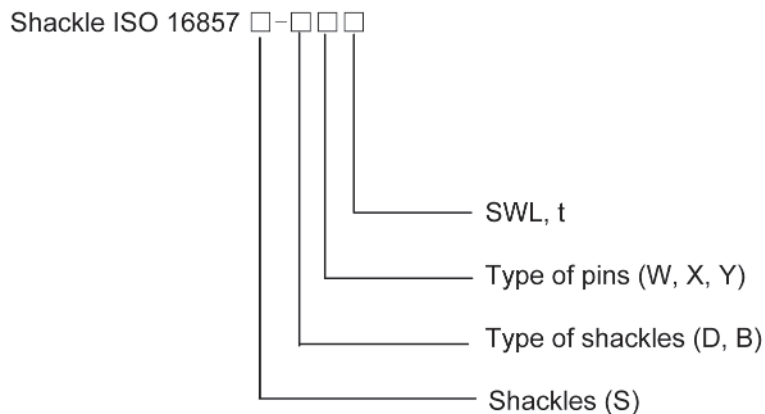 Shackle ISO 16857 □-□□□
SWL, t
Type of pins (W, X, Y)
Type of shackles (D, B)
Shackles (S)